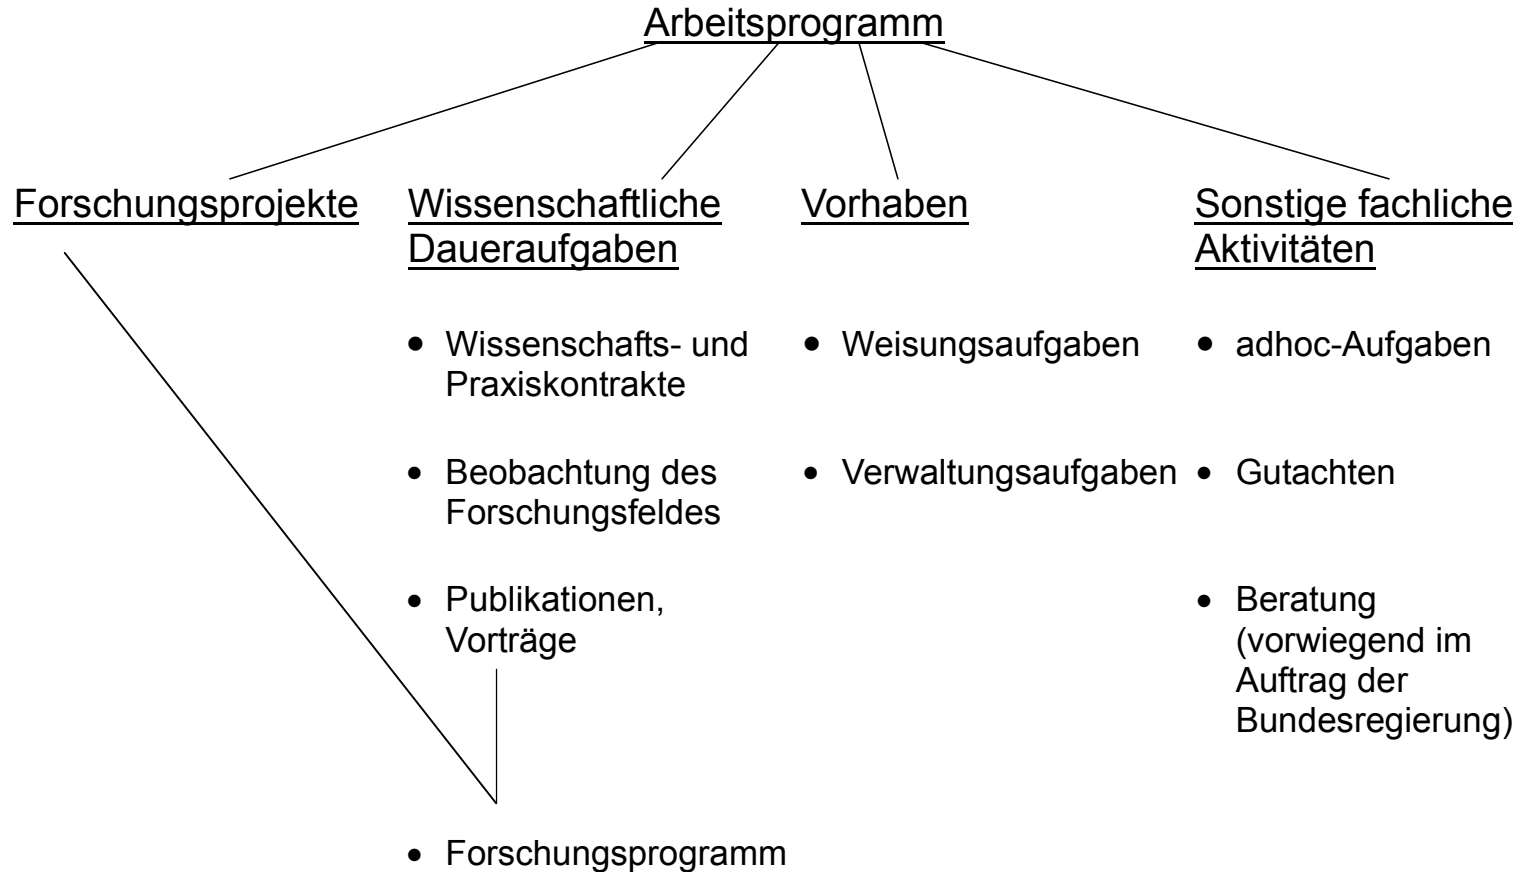 Arbeitsprogramm
Forschungsprojekte
Wissenschaftliche
Daueraufgaben
• Wissenschafts- und
Praxiskontrakte
• Beobachtung des
Forschungsfeldes
• Publikationen,
Vorträge
• Forschungsprogramm
Vorhaben
• Weisungsaufgaben
• Verwaltungsaufgaben
Sonstige fachliche
Aktivitäten
• adhoc-Aufgaben
• Gutachten
• Beratung
(vorwiegend im
Auftrag der
Bundesregierung)